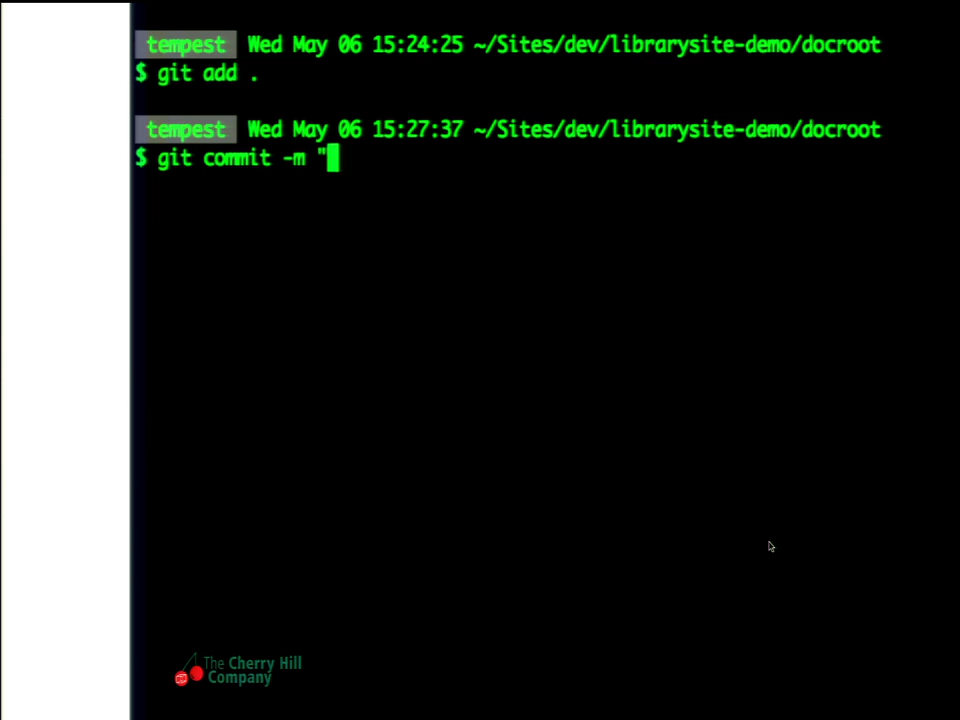 tempest Wed May 06 15:24:25 ~/Sites/dev/librarysite-demo/docroot
$ git add .
tempest Wed May 06 15:27:37 ~/Sites/dev/librarysite-demo/docroot
$ git commit -m "
The Cherry Hill
Company